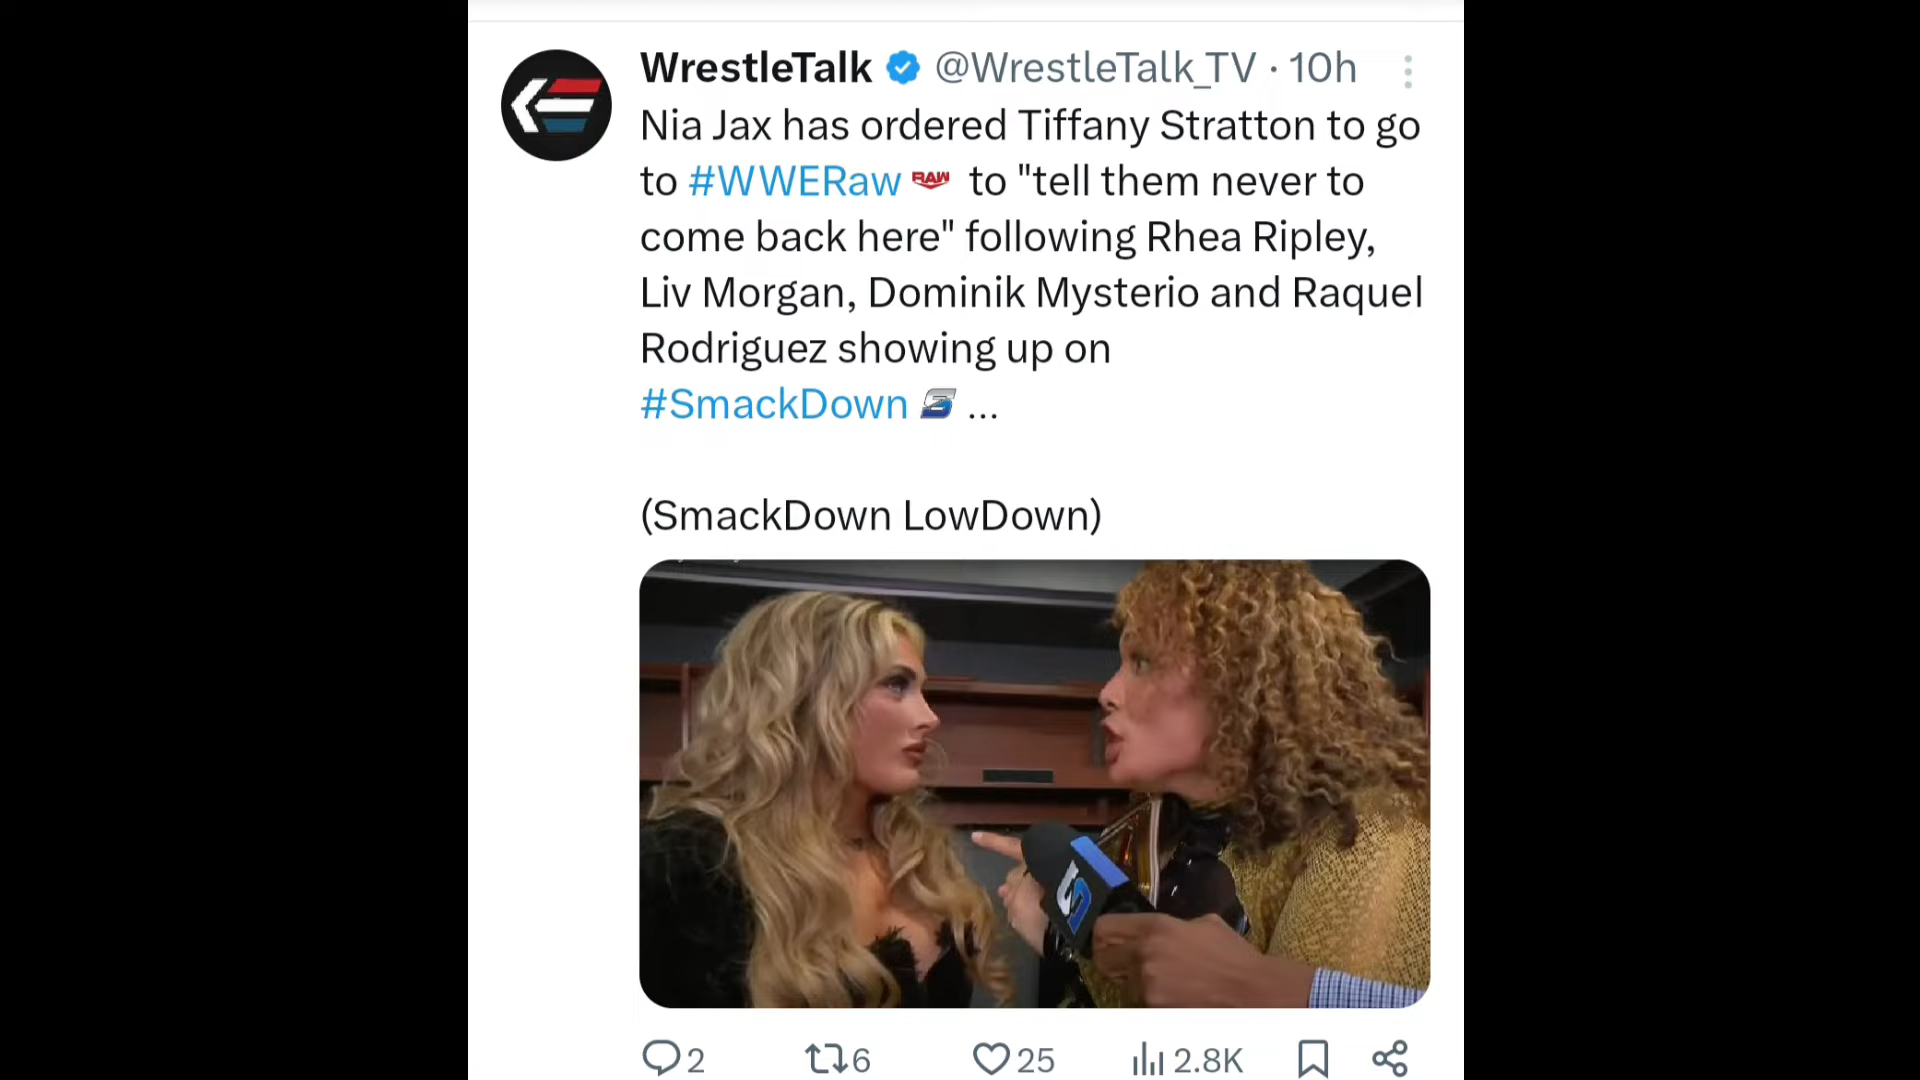 WrestleTalk @WrestleTalk_TV · 10h
Nia Jax has ordered Tiffany Stratton to go
to #WWERaw RAW to "tell them never to
come back here" following Rhea Ripley,
Liv Morgan, Dominik Mysterio and Raquel
Rodriguez showing up on
#SmackDown ...
(SmackDown LowDown)
2 6 25 2.8K